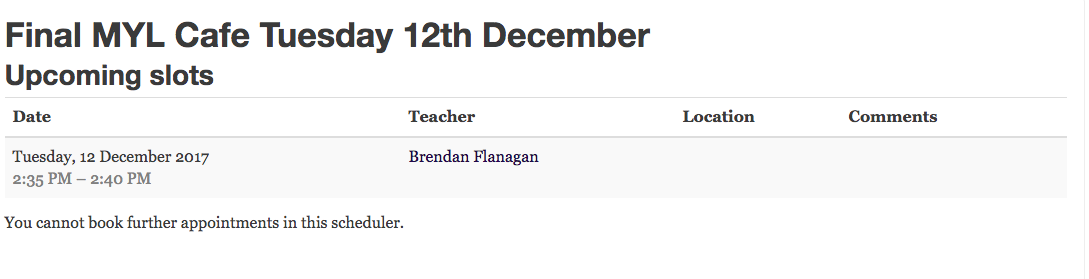 Final MYL Cafe Tuesday 12th December
Upcoming slots
Date Teacher Location Comments
Tuesday, 12 December 2017 Brendan Flanagan
2:35 PM – 2:40 PM
You cannot book further appointments in this scheduler.